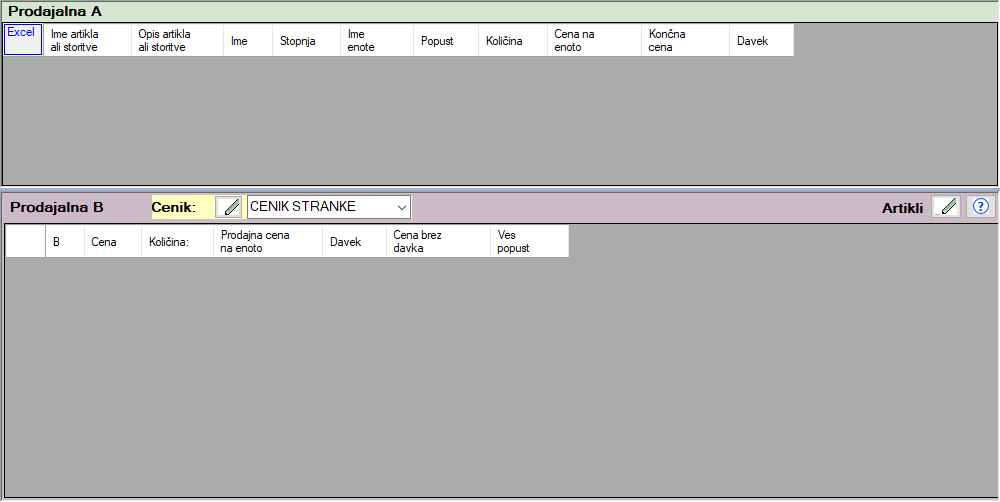 Prodajalna A
Excel
Ime artikla
ali storitve
Opis artikla
ali storitve
Ime
Stopnja
Ime
enote
Popust
Količina
Cena na
enoto
Končna
cena
Davek
Prodajalna B
Cenik:
CENIK STRANKE
Artikli
?
B
Cena
Količina:
Prodajna cena
na enoto
Davek
Cena brez
davka
Ves
popust